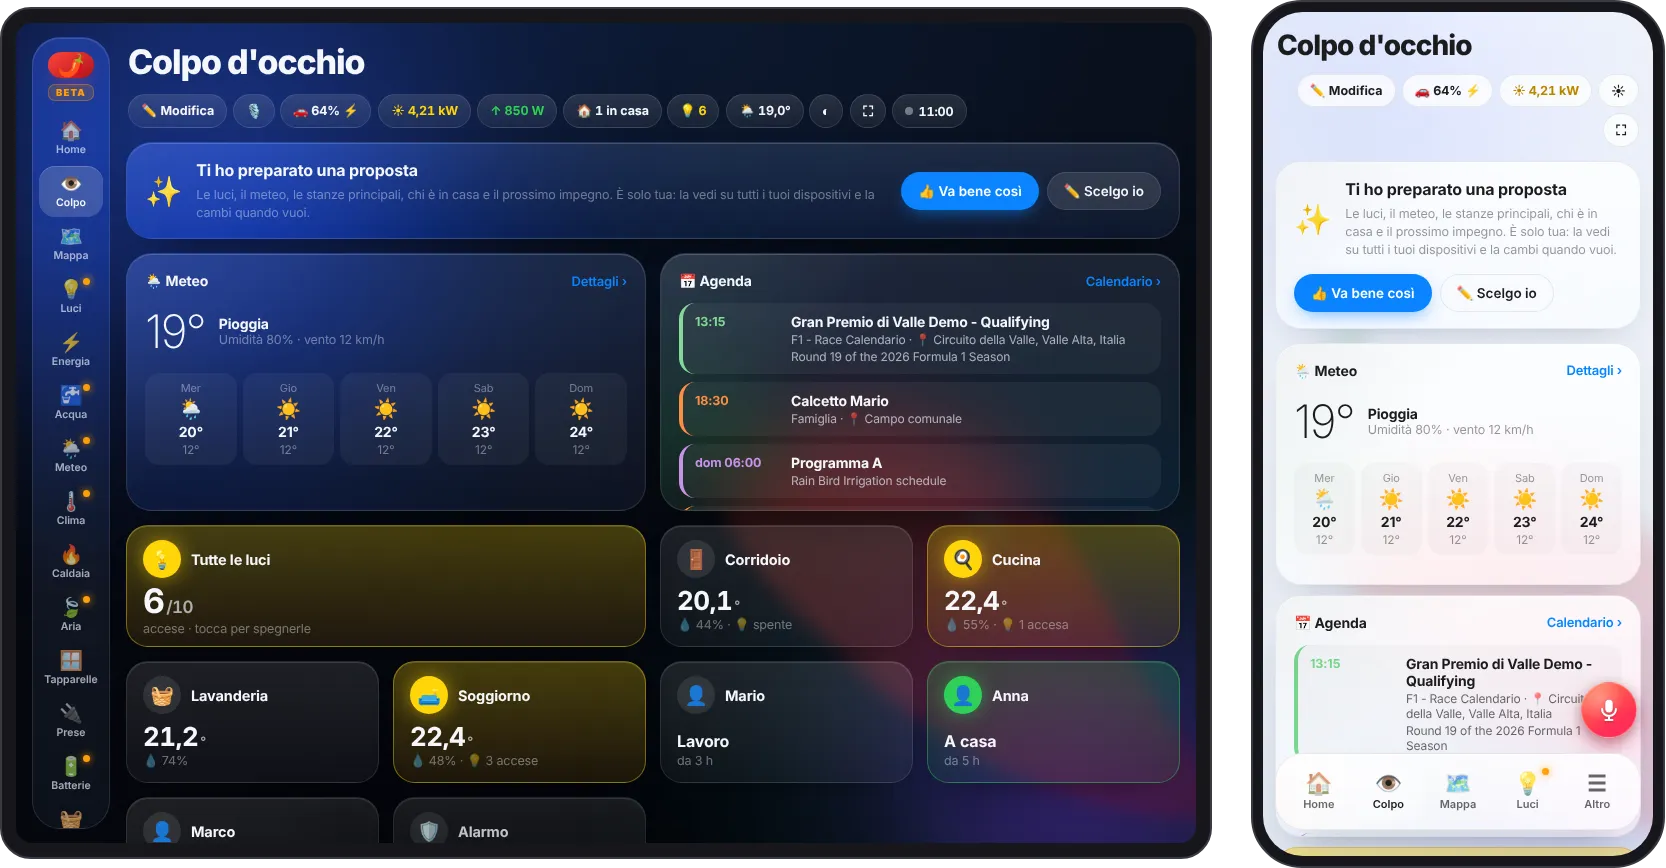 BETA
Home
Colpo
Mappa
Luci
Energia
Acqua
Meteo
Clima
Caldaia
Aria
Tapparelle
Prese
Batterie
Colpo d'occhio
Modifica
64%
4,21 kW
↑ 850 W
1 in casa
6
19,0°
11:00
Ti ho preparato una proposta
Le luci, il meteo, le stanze principali, chi è in casa e il prossimo impegno. È solo tua: la vedi su tutti i tuoi dispositivi e la
cambi quando vuoi.
Va bene così
Scelgo io
Meteo
Dettagli ›
19°
Pioggia
Umidità 80% · vento 12 km/h
Mer
20°
12°
Gio
21°
12°
Ven
22°
12°
Sab
23°
12°
Dom
24°
12°
Agenda
Calendario ›
13:15
Gran Premio di Valle Demo - Qualifying
F1 - Race Calendario · 📍 Circuito della Valle, Valle Alta, Italia
Round 19 of the 2026 Formula 1 Season
18:30
Calcetto Mario
Famiglia · 📍 Campo comunale
dom 06:00
Programma A
Rain Bird Irrigation schedule
Tutte le luci
6/10
accese · tocca per spegnerle
Corridoio
20,1°
44% · 💡 spente
Cucina
22,4°
55% · 💡 1 accesa
Lavanderia
21,2°
74%
Soggiorno
22,4°
48% · 💡 3 accese
Mario
Lavoro
da 3 h
Anna
A casa
da 5 h
Marco
Alarmo
Colpo d'occhio
Modifica
64%
4,21 kW
Ti ho preparato una proposta
Le luci, il meteo, le stanze principali, chi è in
casa e il prossimo impegno. È solo tua: la vedi
su tutti i tuoi dispositivi e la cambi quando vuoi.
Va bene così
Scelgo io
Meteo
Dettagli ›
19°
Pioggia
Umidità 80% · vento 12 km/h
Mer
20°
12°
Gio
21°
12°
Ven
22°
12°
Sab
23°
12°
Dom
24°
12°
Agenda
Calendario ›
13:15
Gran Premio di Valle Demo -
Qualifying
F1 - Race Calendario · 📍
della Valle, Valle Alta, Italia
Round 19 of the 2026 Formula 1
Season
Home
Colpo
Mappa
Luci
Altro